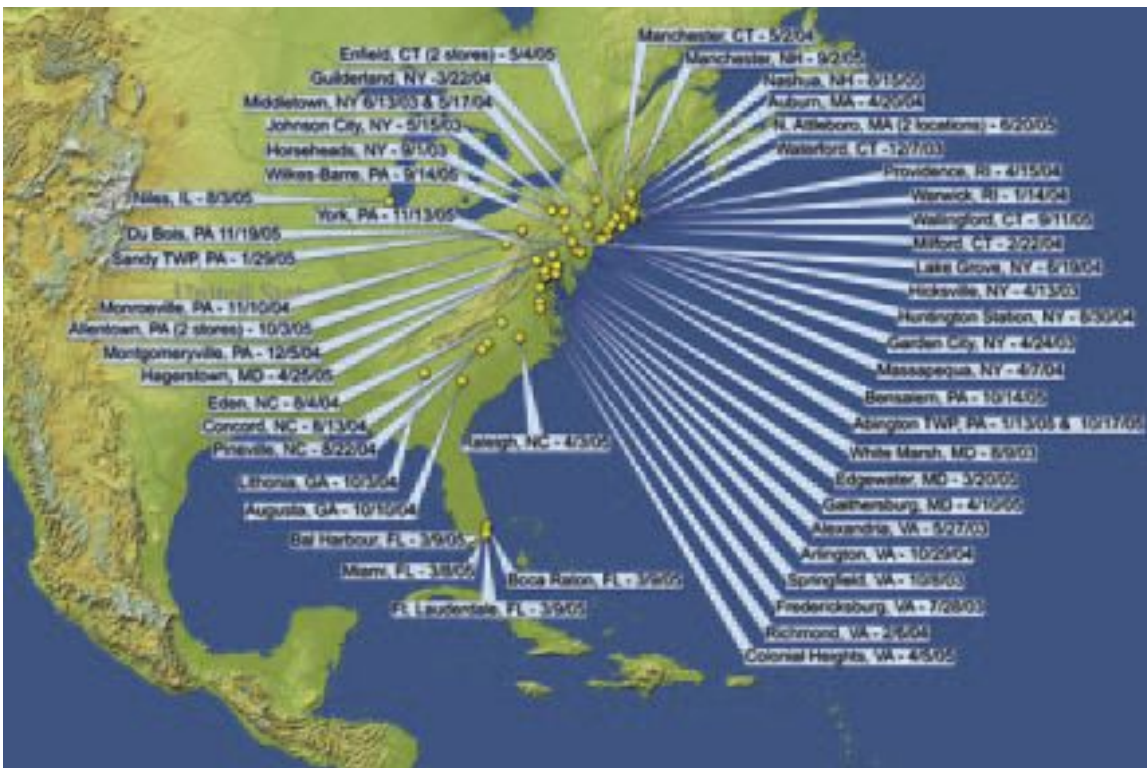 Manchester, CT - 5/2/04
Enfield, CT (2 stores) - 5/4/05
Manchester, NH - 9/2/05
Guilderland, NY -3/22/04
Nashua, NH - 8/15/05
Middletown, NY 6/13/03 & 5/17/04
Auburn, MA - 4/20/04
Johnson City, NY - 5/15/03
N. Attleboro, MA (2 locations) - 6/20/05
Horseheads, NY - 9/1/03
Waterford, CT -12/7/03
Wilkes-Barre, PA - 9/14/05
Providence, RI - 4/15/04
Niles, IL - 8/3/05
Warwick, RI - 1/14/04
York, PA - 11/13/05
Wallingford, CT - 9/11/05
Du Bois, PA 11/19/05
Milford, CT - 2/22/04
Sandy TWP, PA - 1/29/05
Lake Grove, NY - 6/19/04
United
Hicksville, NY - 4/13/03
Monroeville, PA - 11/10/04
Huntington Station, NY - 8/30/04
Allentown, PA (2 stores) - 10/3/05
Garden City, NY - 4/24/03
Montgomeryville, PA - 12/5/04
Massapequa, NY - 4/7/04
Hagerstown, MD - 4/25/05
Bensalem, PA - 10/14/05
Eden, NC - 8/4/04
Abington TWP, PA - 1/13/05 & 10/17/05
Concord, NC - 6/13/04
Raleigh, NC - 4/3/05
Pineville, NC - 8/22/04
White Marsh, MD - 8/9/03
Lithonia, GA - 10/3/04
Edgewater, MD - 3/20/05
Augusta, GA - 10/10/04
Gaithersburg, MD - 4/10/05
Alexandria, VA - 5/27/03
Bal Harbour, FL - 3/9/05
Arlington, VA - 10/29/04
Miami, FL - 3/8/05
Boca Raton, FL - 3/9/05
Springfield, VA - 10/8/03
Ft. Lauderdale, FL - 3/9/05
Fredericksburg, VA - 7/28/03
Richmond, VA - 2/6/04
Colonial Heights, VA - 4/5/05